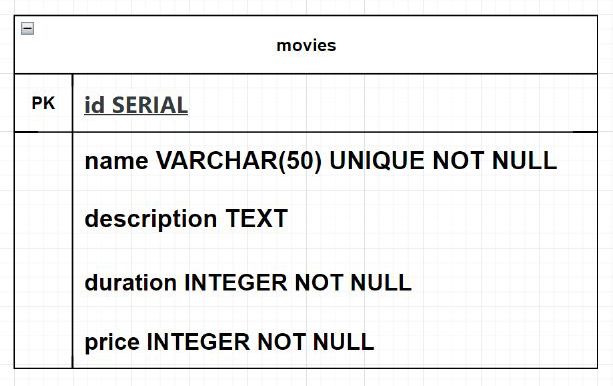 movies
PK id SERIAL
name VARCHAR(50) UNIQUE NOT NULL
description TEXT
duration INTEGER NOT NULL
price INTEGER NOT NULL